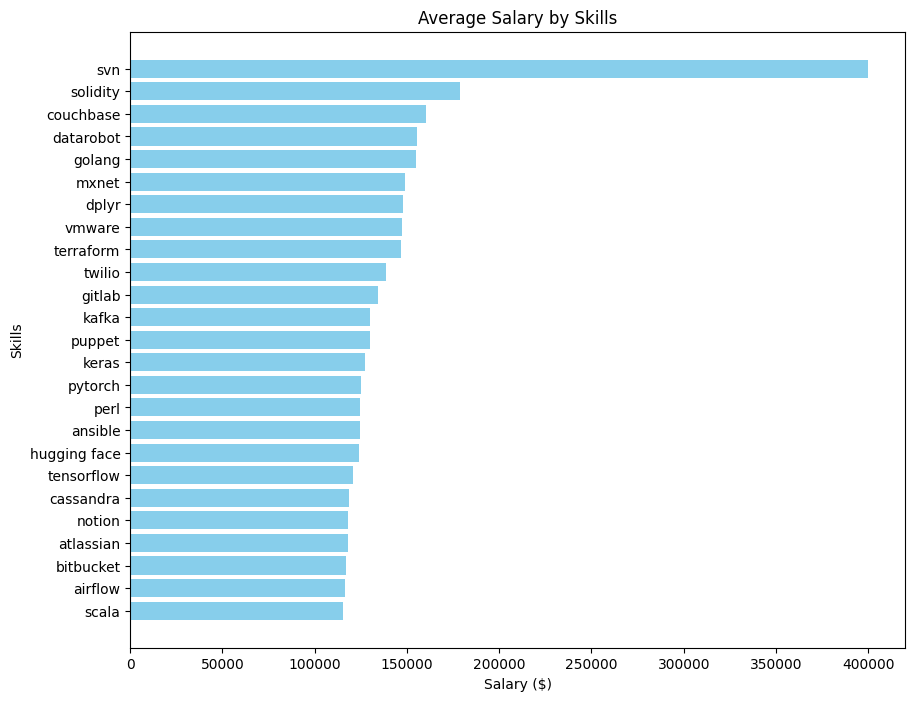 Average Salary by Skills
svn
solidity
couchbase
datarobot
golang
mxnet
dplyr
vmware
terraform
twilio
gitlab
kafka
puppet
keras
pytorch
perl
ansible
hugging face
tensorflow
cassandra
notion
atlassian
bitbucket
airflow
scala
Skills
0 50000 100000 150000 200000 250000 300000 350000 400000
Salary ($)